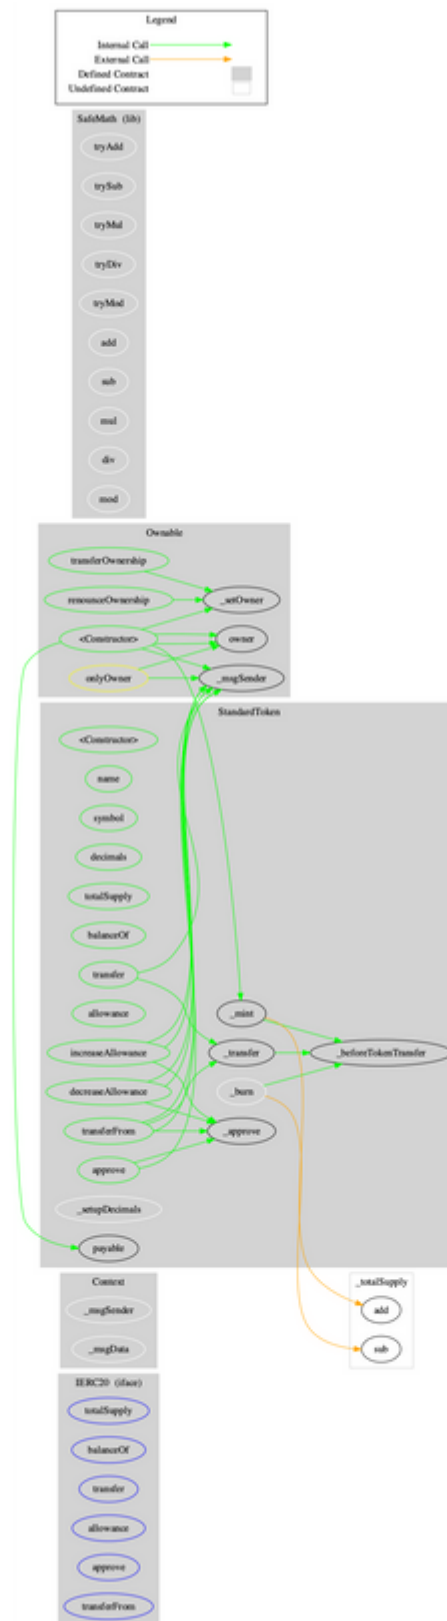 Legend
Internal Call
External Call
Defined Contract
Undefined Contract
SafeMath (lib)
tryAdd
trySub
tryMul
tryDiv
tryMod
add
sub
mul
div
mod
Ownable
transferOwnership
renounceOwnership
_setOwner
<Constructor>
owner
onlyOwner
_msgSender
StandardToken
<Constructor>
name
symbol
decimals
totalSupply
balanceOf
transfer
allowance
_mint
increaseAllowance
_transfer
_beforeTokenTransfer
decreaseAllowance
_burn
transferFrom
_approve
approve
_setupDecimals
payable
Context
_totalSupply
_msgSender
add
_msgData
sub
IERC20 (iface)
totalSupply
balanceOf
transfer
allowance
approve
transferFrom